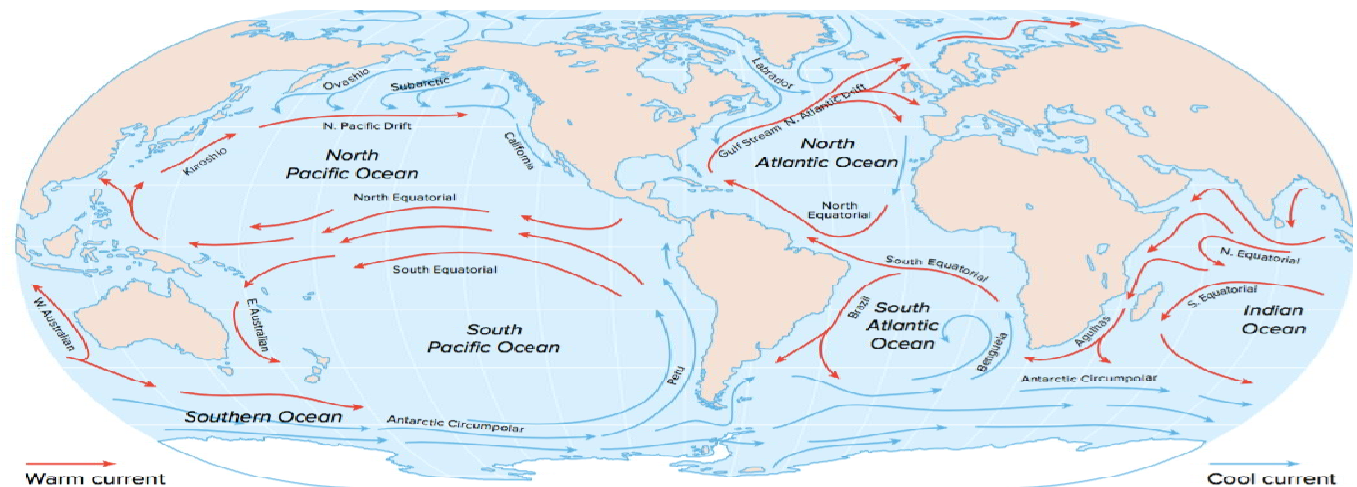 Oyashio
Subarctic
Labrador
N. Pacific Drift
Gulf Stream N. Atlantic Drift
Kuroshio
California
North
Pacific Ocean
North
Atlantic Ocean
North Equatorial
North
Equatorial
South Equatorial
South Equatorial
N. Equatorial
S. Equatorial
W. Australian
E. Australian
Brazil
South
Atlantic
Ocean
Indian
Ocean
Agulhas
South
Pacific Ocean
Peru
Benguela
Antarctic Circumpolar
Southern Ocean
Antarctic Circumpolar
Warm current
Cool current